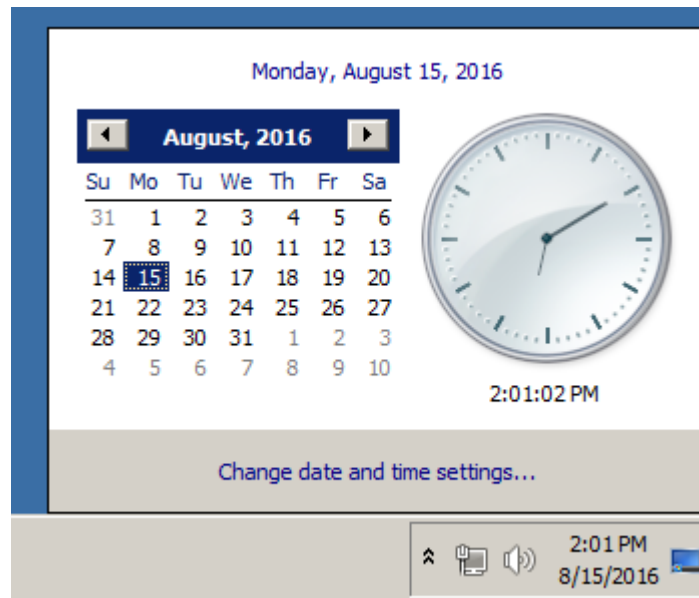 Monday, August 15, 2016
August, 2016
Su Mo Tu We Th Fr Sa
31 1 2 3 4 5 6
7 8 9 10 11 12 13
14 15 16 17 18 19 20
21 22 23 24 25 26 27
28 29 30 31 1 2 3
4 5 6 7 8 9 10
2:01:02 PM
Change date and time settings...
2:01 PM
8/15/2016